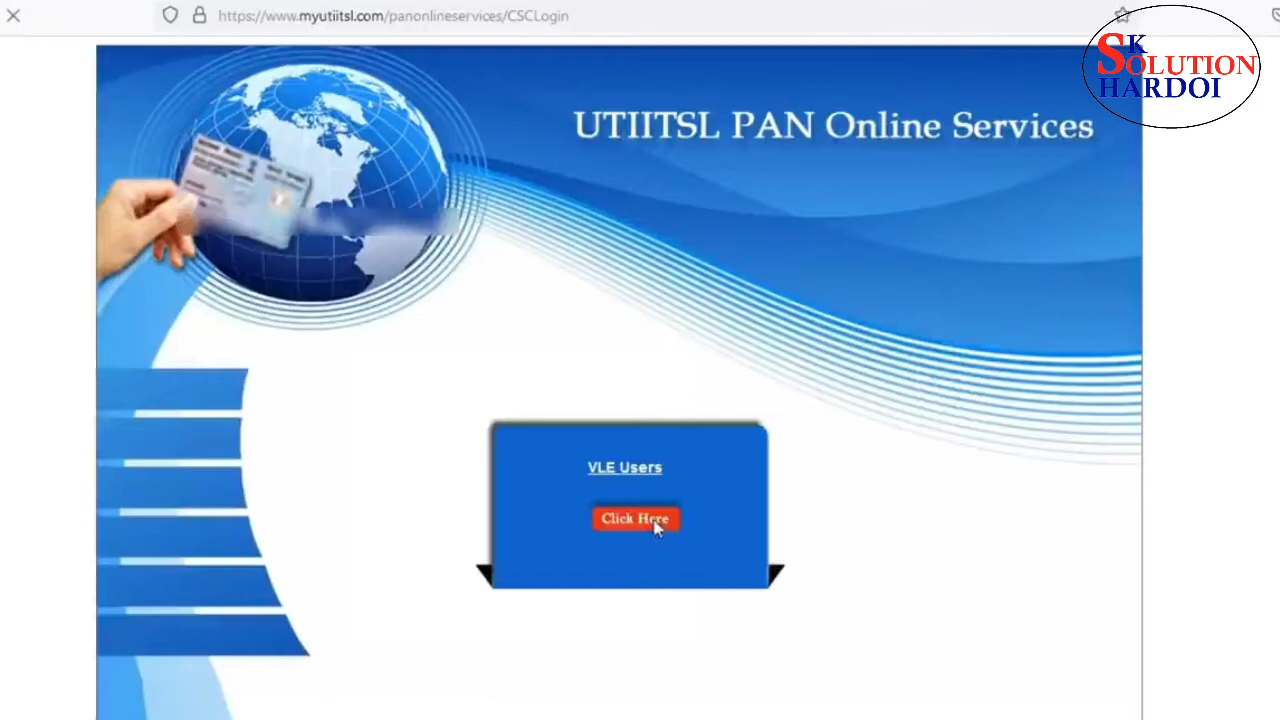 https://www.myutiitsl.com/panonlineservices/CSCLogin
SK
SOLUTION
HARDOI
UTIITSL PAN Online Services
VLE Users
Click Here